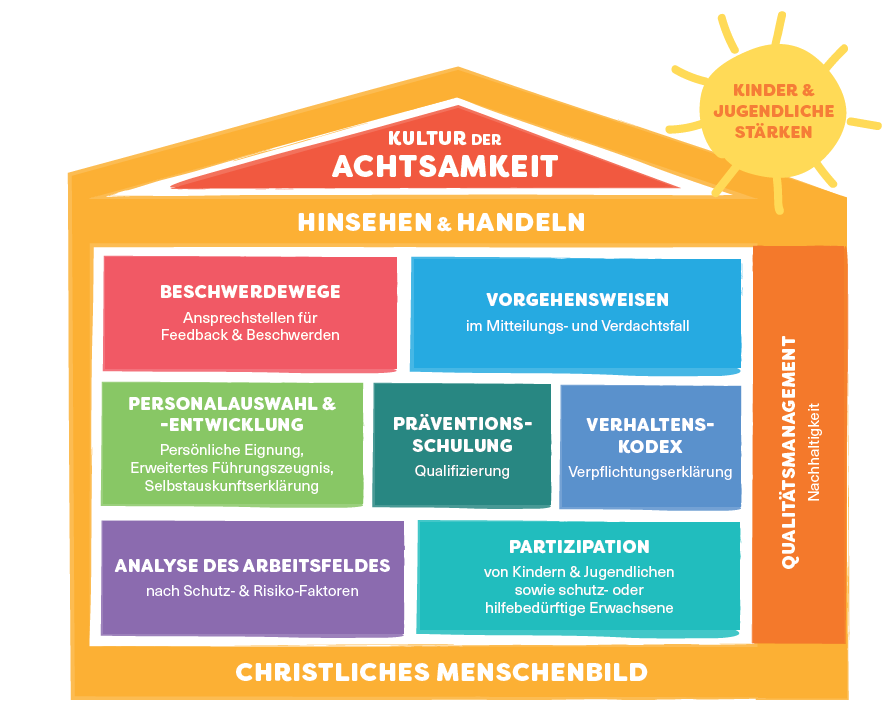 KINDER &
JUGENDLICHE
STÄRKEN
KULTUR DER
ACHTSAMKEIT
HINSEHEN & HANDELN
BESCHWERDEWEGE
Ansprechstellen für
Feedback & Beschwerden
VORGEHENSWEISEN
im Mitteilungs- und Verdachtsfall
PERSONALAUSWAHL &
-ENTWICKLUNG
Persönliche Eignung,
Erweitertes Führungszeugnis,
Selbstauskunftserklärung
PRÄVENTIONS-
SCHULUNG
Qualifizierung
VERHALTENS-
KODEX
Verpflichtungserklärung
ANALYSE DES ARBEITSFELDES
nach Schutz- & Risiko-Faktoren
PARTIZIPATION
von Kindern & Jugendlichen
sowie schutz- oder
hilfebedürftige Erwachsene
QUALITÄTSMANAGEMENT
Nachhaltigkeit
CHRISTLICHES MENSCHENBILD